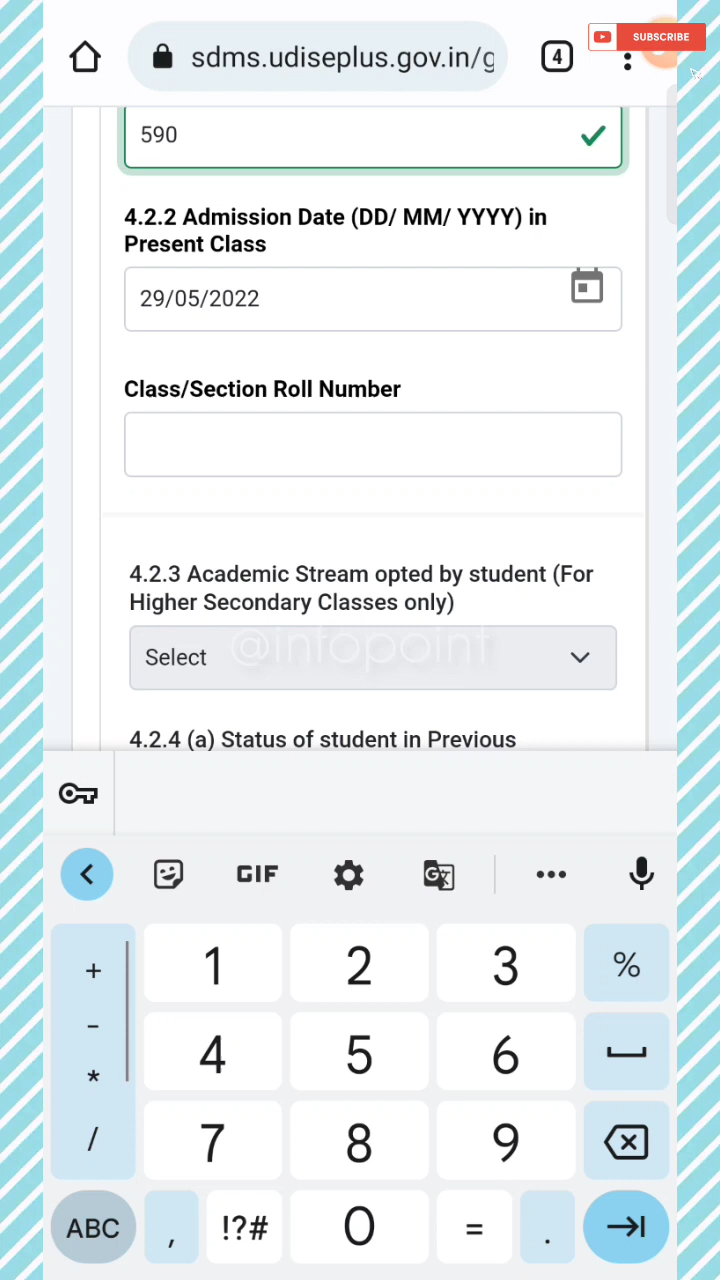 SUBSCRIBE
sdms.udiseplus.gov.in/g
4
590
4.2.2 Admission Date (DD/ MM/ YYYY) in
Present Class
29/05/2022
Class/Section Roll Number
4.2.3 Academic Stream opted by student (For
Higher Secondary Classes only)
Select
@infopoint
4.2.4 (a) Status of student in Previous
GIF
+ 1 2 3 %
-
* 4 5 6
/ 7 8 9
ABC , !?# 0 = .